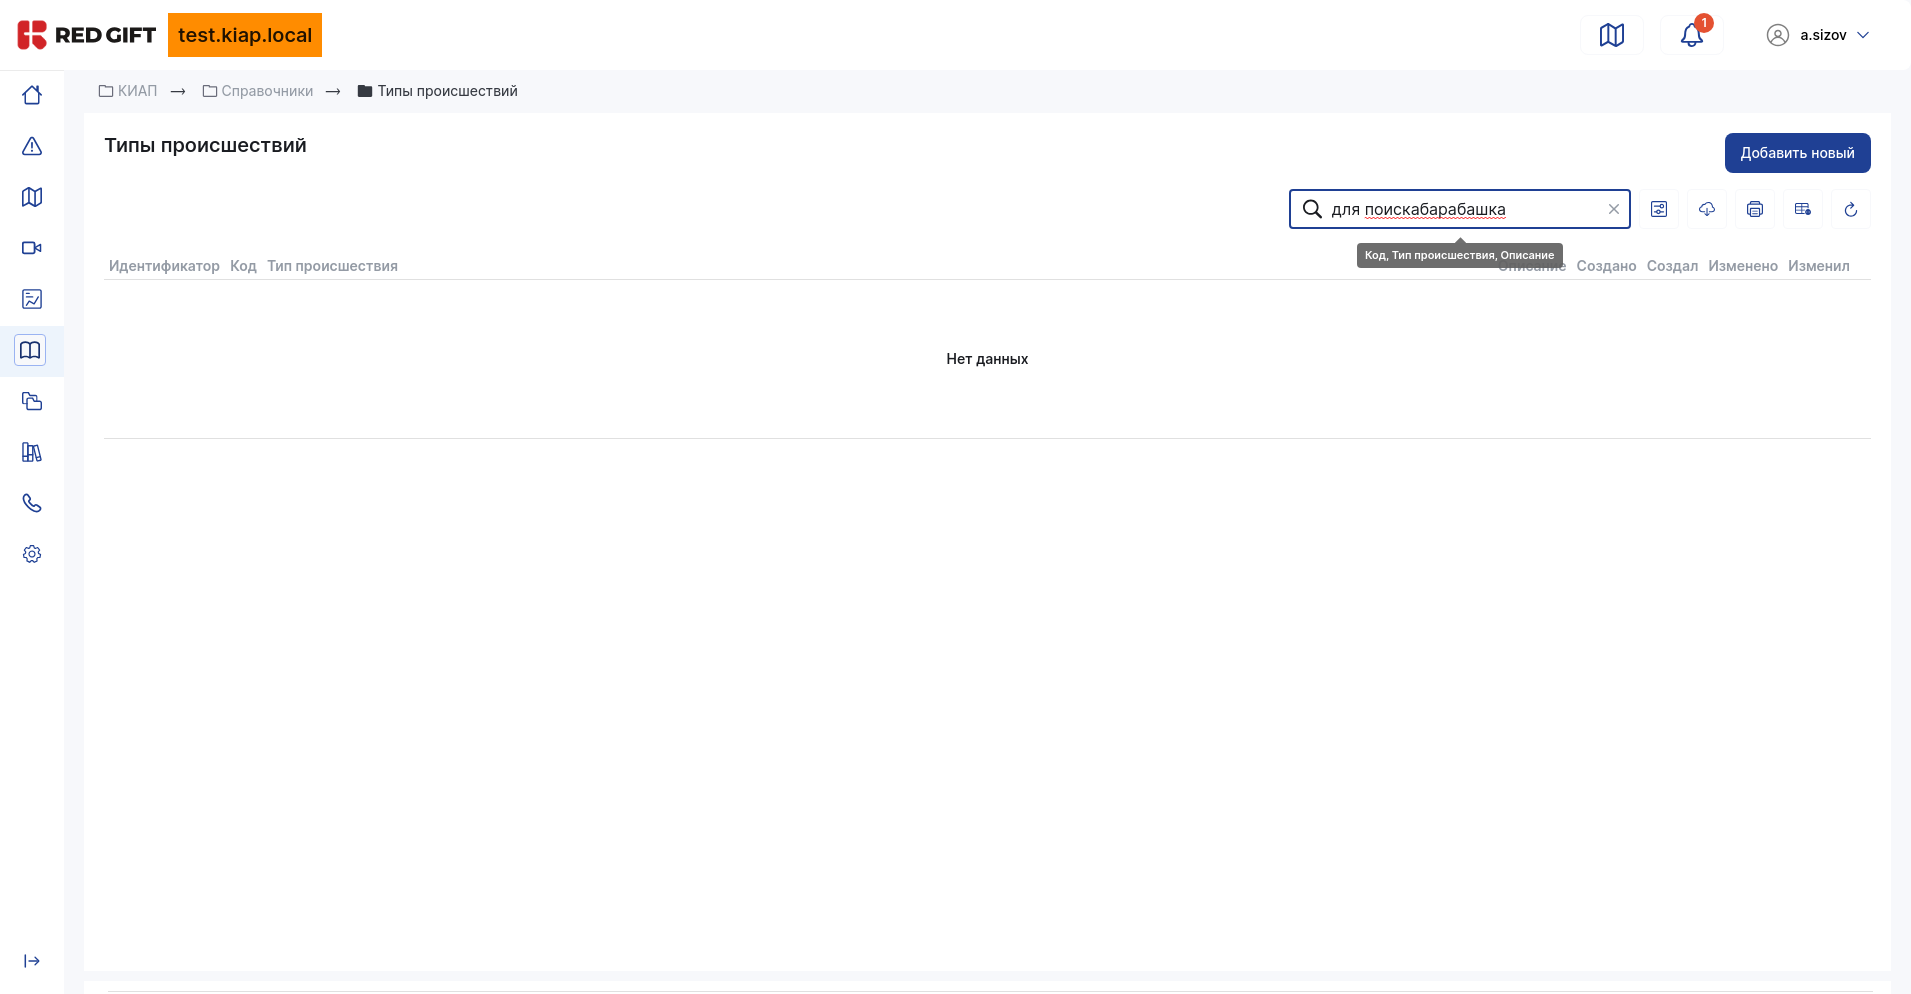 RED GIFT test.kiap.local 1 a.sizov
КИАП → Справочники → Типы происшествий
Типы происшествий
Добавить новый
для поискабарабашка
Код, Тип происшествия, Описание
Идентификатор Код Тип происшествия Описание Создано Создал Изменено Изменил
Нет данных